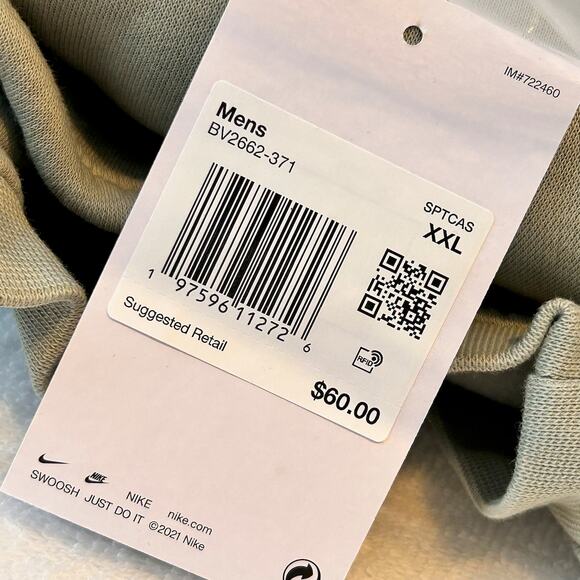 IM#722460
Mens
BV2662-371
SPTCAS
XXL
1 97596 11272 6
RFID
Suggested Retail
$60.00
NIKE
NIKE nike.com
SWOOSH JUST DO IT ©2021 Nike